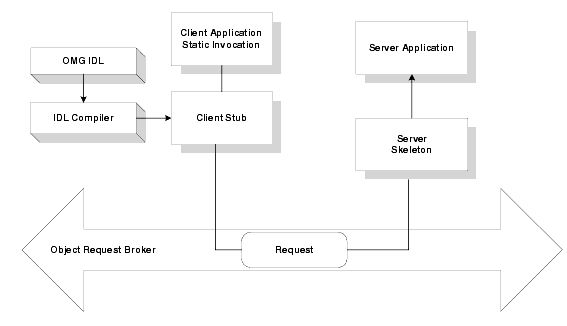 Client Application
Static Invocation
Server Application
OMG IDL
IDL Compiler
Client Stub
Server
Skeleton
Object Request Broker
Request